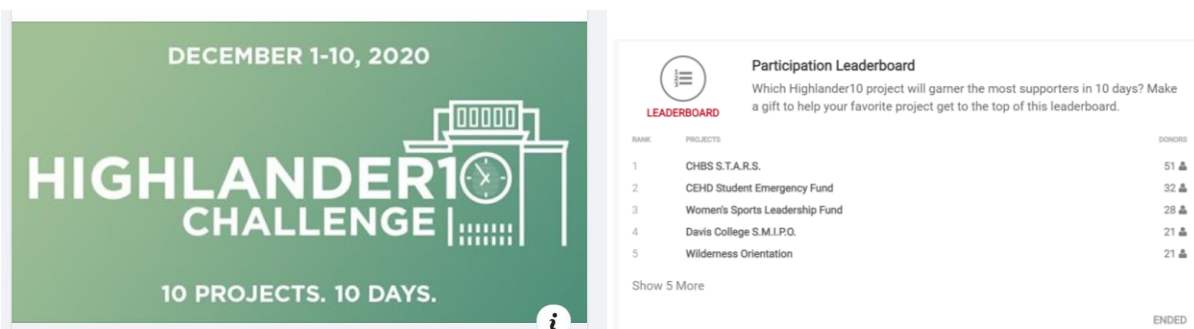 DECEMBER 1-10, 2020
HIGHLANDER10
CHALLENGE
10 PROJECTS. 10 DAYS.
i
LEADERBOARD
Participation Leaderboard
Which Highlander10 project will garner the most supporters in 10 days? Make
a gift to help your favorite project get to the top of this leaderboard.
RANK PROJECTS DONORS
1 CHBS S.T.A.R.S. 51
2 CEHD Student Emergency Fund 32
3 Women's Sports Leadership Fund 28
4 Davis College S.M.I.P.O. 21
5 Wilderness Orientation 21
Show 5 More
ENDED